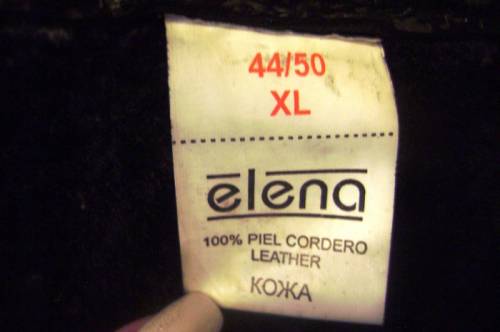 44/50
XL
elena
100% PIEL CORDERO
LEATHER
КОЖА